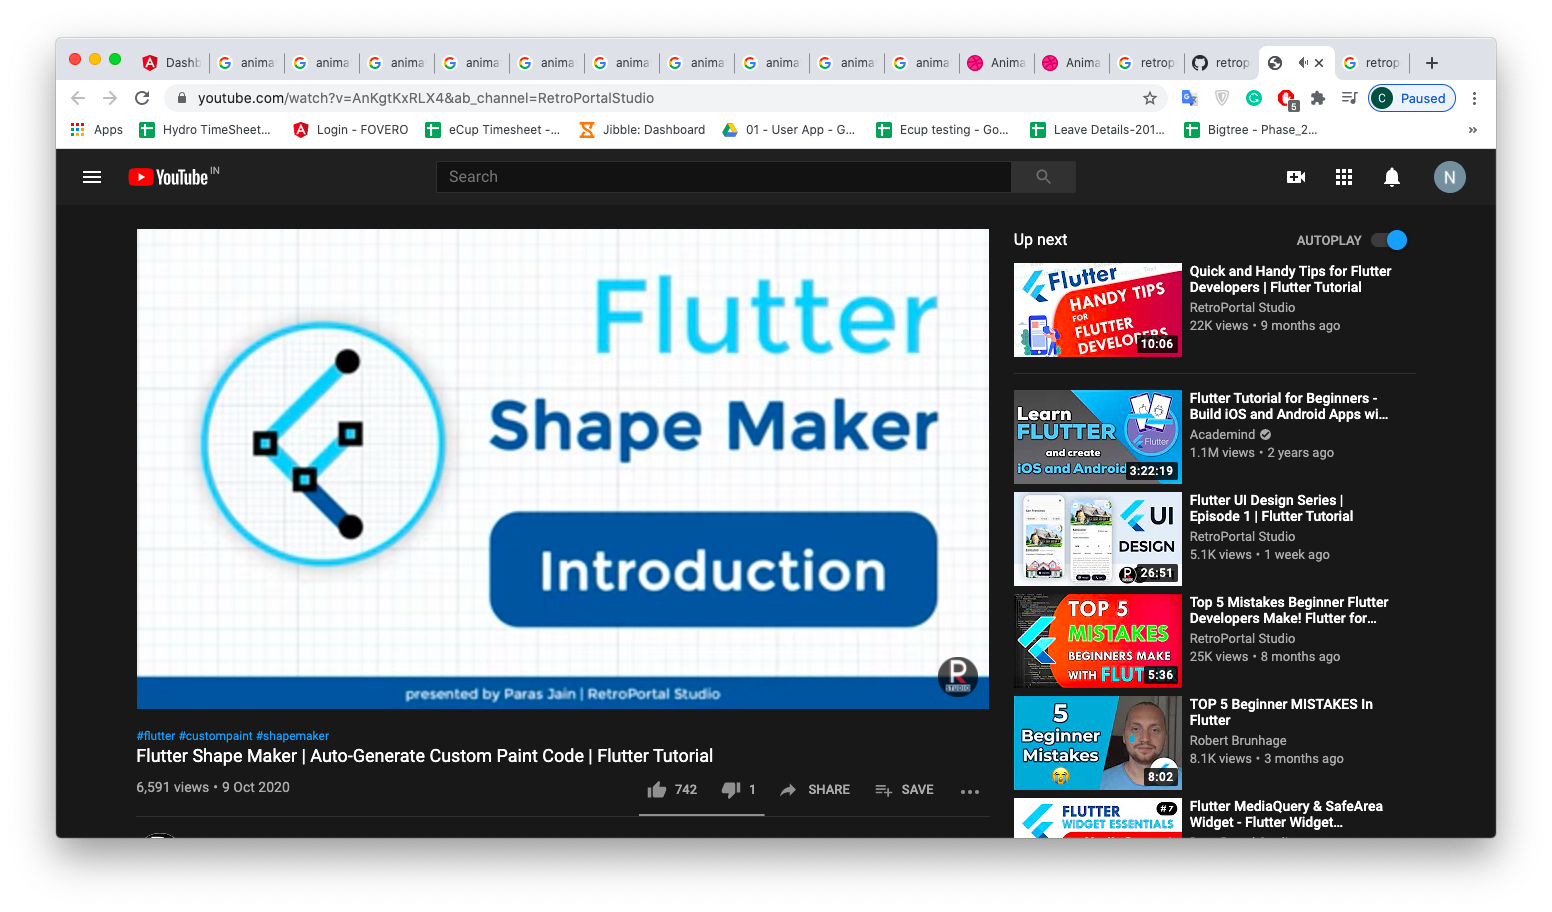 Dashb
anima
anima
anima
anima
anima
anima
anima
anima
anima
anima
Anima
Anima
retrop
retrop
retrop
youtube.com/watch?v=AnKgtKxRLX4&ab_channel=RetroPortalStudio
5
C
Paused
Apps
Hydro TimeSheet...
Login - FOVERO
eCup Timesheet -...
Jibble: Dashboard
01 - User App - G...
Ecup testing - Go...
Leave Details-201...
Bigtree - Phase_2...
»
YouTube IN
Search
N
Flutter
Shape Maker
Introduction
R
STUDIO
presented by Paras Jain | RetroPortal Studio
#flutter #custompaint #shapemaker
Flutter Shape Maker | Auto-Generate Custom Paint Code | Flutter Tutorial
6,591 views • 9 Oct 2020
742
1
SHARE
SAVE
Up next
AUTOPLAY
Flutter
HANDY TIPS
FOR
FLUTTER
DEVELOPERS
10:06
Quick and Handy Tips for Flutter
Developers | Flutter Tutorial
RetroPortal Studio
22K views • 9 months ago
Learn
FLUTTER
and create
iOS and Android
Flutter
3:22:19
Flutter Tutorial for Beginners -
Build iOS and Android Apps wi...
Academind
1.1M views • 2 years ago
UI
DESIGN
26:51
Flutter UI Design Series |
Episode 1 | Flutter Tutorial
RetroPortal Studio
5.1K views • 1 week ago
TOP 5
MISTAKES
BEGINNERS MAKE
WITH FLUT
5:36
Top 5 Mistakes Beginner Flutter
Developers Make! Flutter for...
RetroPortal Studio
25K views • 8 months ago
5
Beginner
Mistakes
8:02
TOP 5 Beginner MISTAKES In
Flutter
Robert Brunhage
8.1K views • 3 months ago
FLUTTER
WIDGET ESSENTIALS
#7
Flutter MediaQuery & SafeArea
Widget - Flutter Widget...